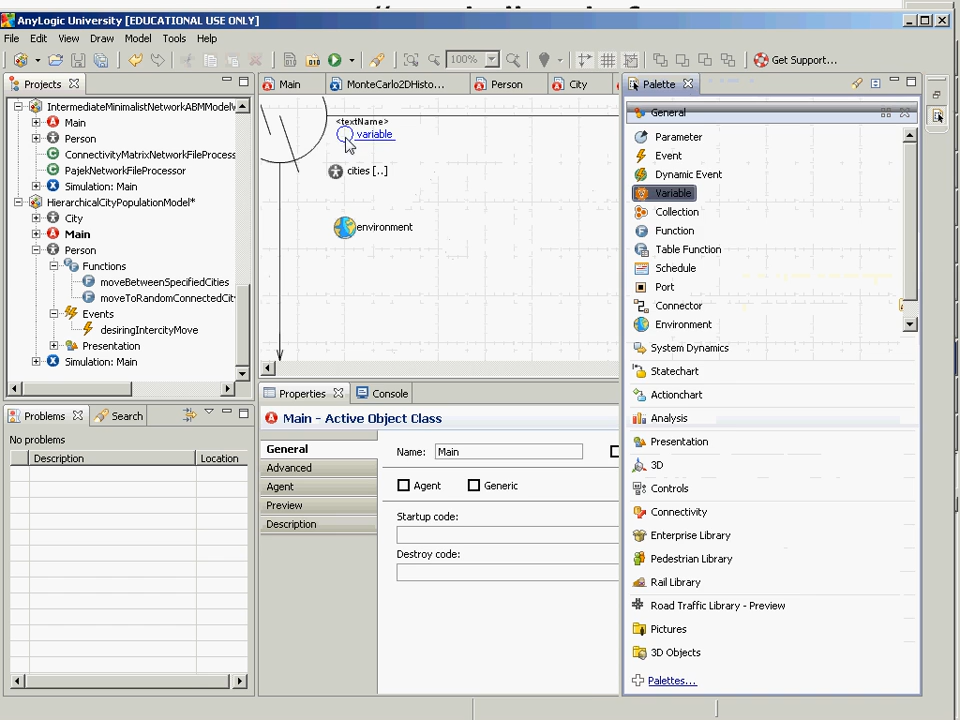 AnyLogic University [EDUCATIONAL USE ONLY]
File Edit View Draw Model Tools Help
100% Get Support...
Projects
IntermediateMinimalistNetworkABMModelw
Main
Person
ConnectivityMatrixNetworkFileProcess
PajekNetworkFileProcessor
Simulation: Main
HierarchicalCityPopulationModel*
City
Main
Person
Functions
moveBetweenSpecifiedCities
moveToRandomConnectedCit
Events
desiringIntercityMove
Presentation
Simulation: Main
Problems Search
No problems
Description Location
Main MonteCarlo2DHisto... Person City
<textName>
variable
cities [..]
environment
Properties Console
Main - Active Object Class
General
Advanced
Agent
Preview
Description
Name: Main
Agent Generic
Startup code:
Destroy code:
Palette
General
Parameter
Event
Dynamic Event
Variable
Collection
Function
Table Function
Schedule
Port
Connector
Environment
System Dynamics
Statechart
Actionchart
Analysis
Presentation
3D
Controls
Connectivity
Enterprise Library
Pedestrian Library
Rail Library
Road Traffic Library - Preview
Pictures
3D Objects
Palettes...